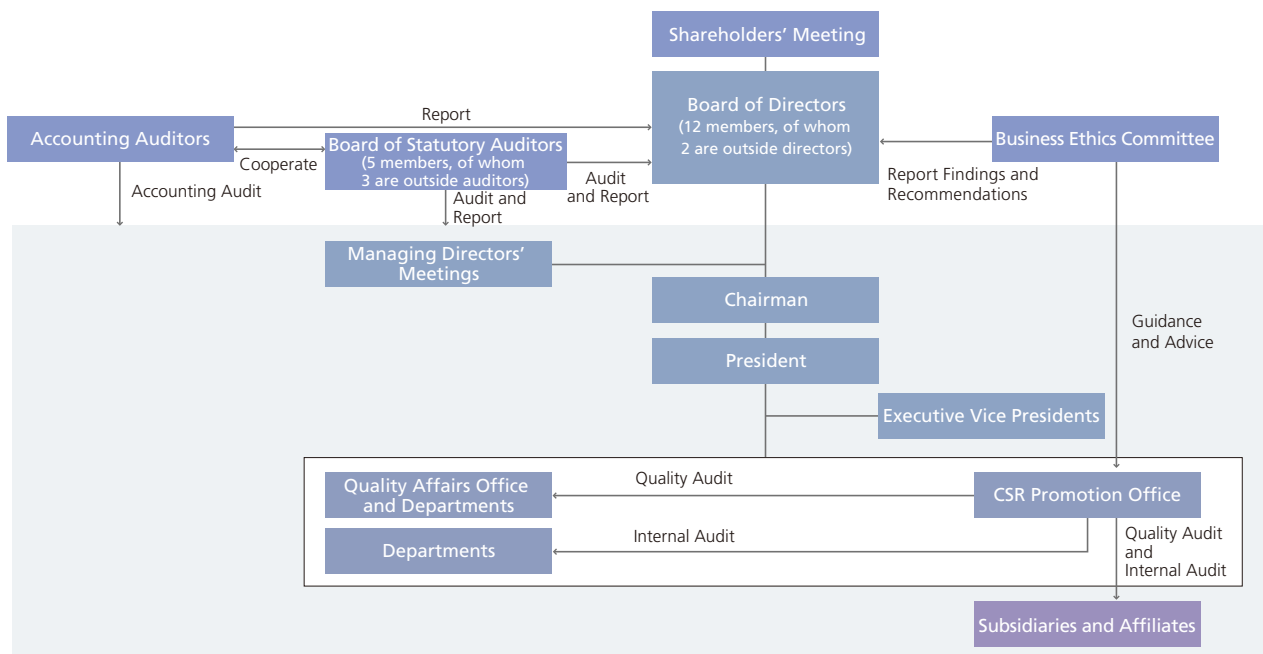 Shareholders’ Meeting
Board of Directors
(12 members, of whom
2 are outside directors)
Report
Accounting Auditors
Cooperate
Board of Statutory Auditors
(5 members, of whom
3 are outside auditors)
Audit
and Report
Business Ethics Committee
Report Findings and
Recommendations
Accounting Audit
Audit and
Report
Managing Directors’
Meetings
Chairman
Guidance
and Advice
President
Executive Vice Presidents
Quality Affairs Office
and Departments
Quality Audit
CSR Promotion Office
Departments
Internal Audit
Quality Audit
and
Internal Audit
Subsidiaries and Affiliates